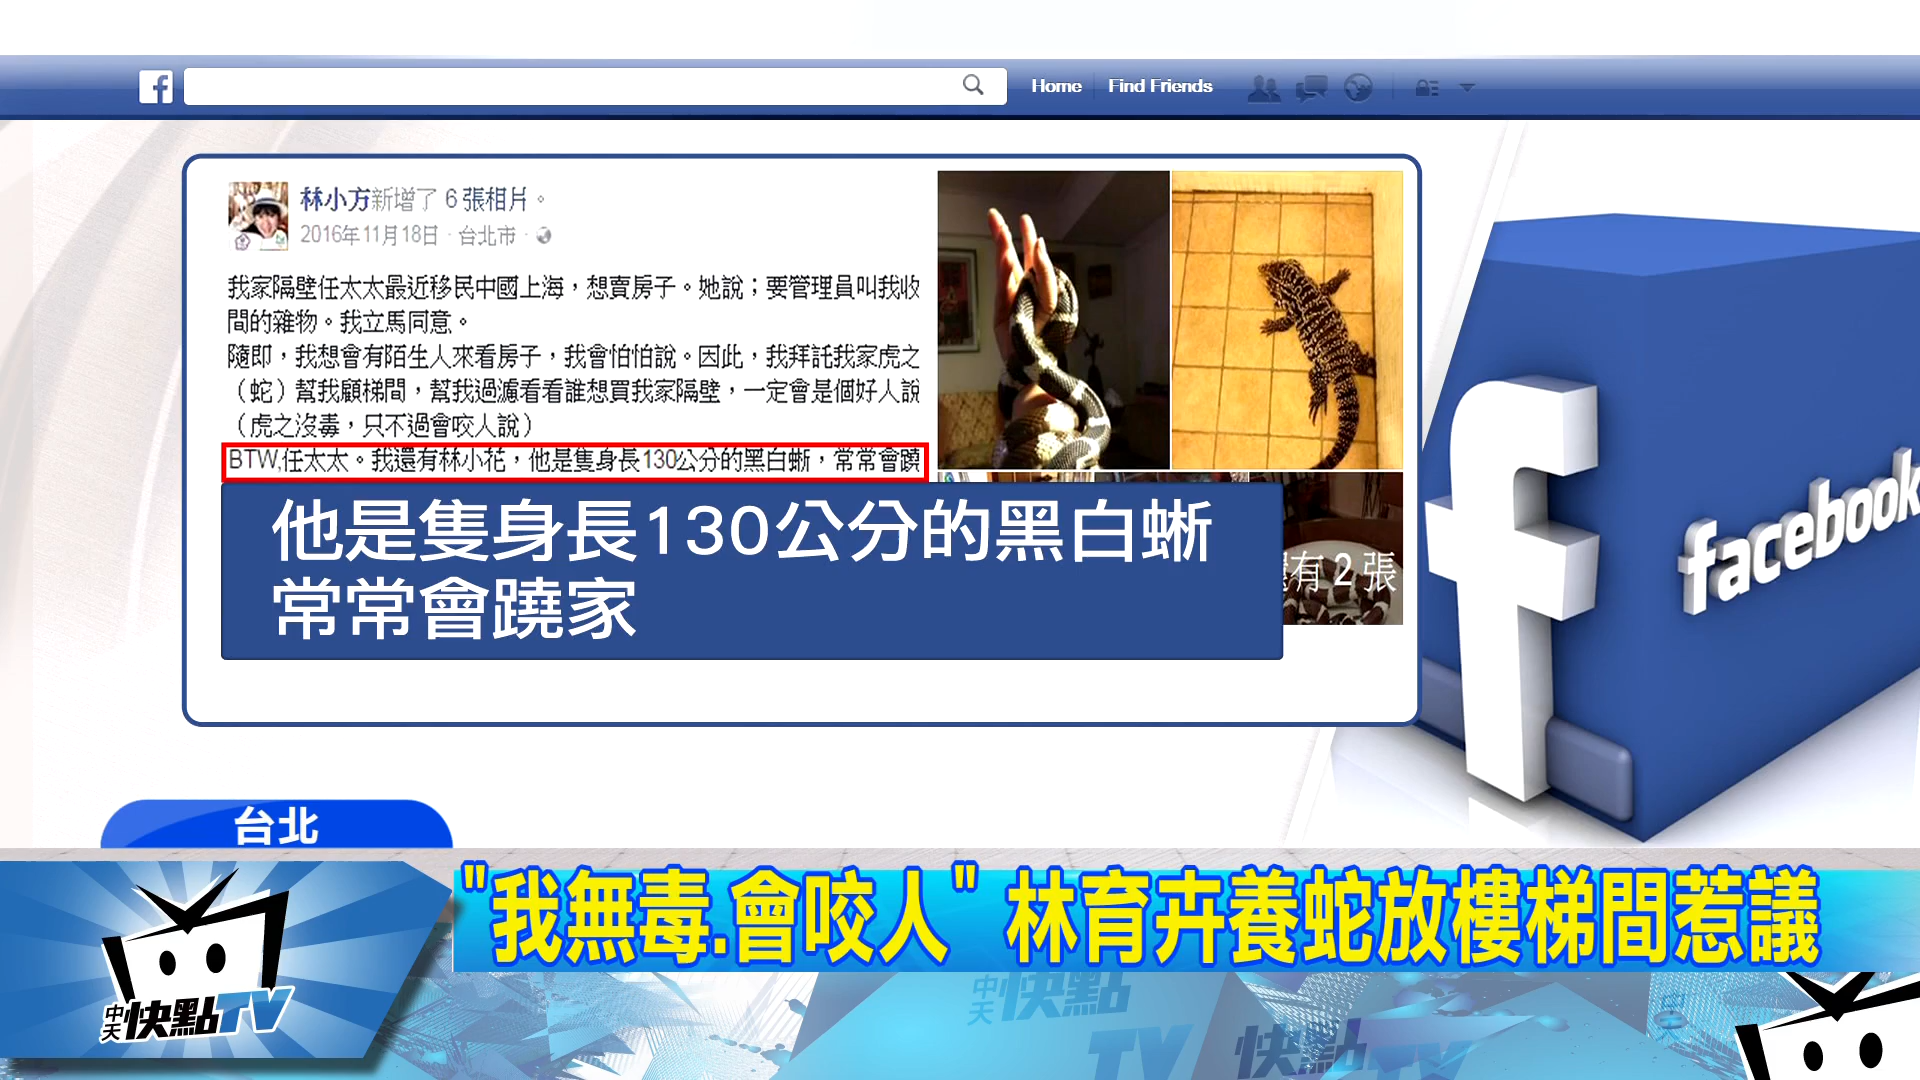 Home Find Friends
林小方新增了 6 張相片。
2016年11月18日 · 台北市 ·
我家隔壁任太太最近移民中國上海，想賣房子。她說；要管理員叫我收
間的雜物。我立馬同意。
隨即，我想會有陌生人來看房子，我會怕怕說。因此，我拜託我家虎之
（蛇）幫我顧梯間，幫我過濾看看誰想買我家隔壁，一定會是個好人說
（虎之沒毒，只不過會咬人說）
BTW,任太太。我還有林小花，他是隻身長130公分的黑白蜥，常常會蹺
他是隻身長130公分的黑白蜥
常常會蹺家
有 2 張
facebook
台北
"我無毒.會咬人" 林育卉養蛇放樓梯間惹議
中天快點TV
中天快點
TV
快點TV